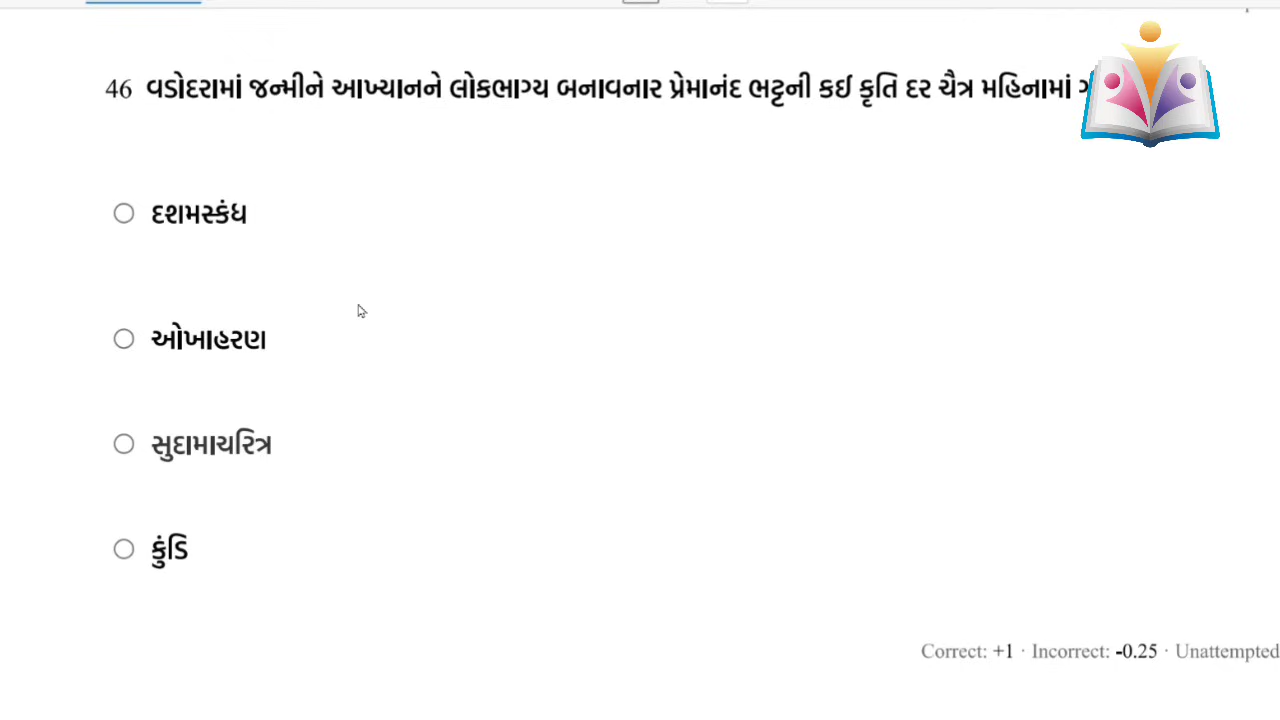 46 વડોદરામાં જન્મીને આખ્યાનને લોકભાગ્ય બનાવનાર પ્રેમાનંદ ભટ્ટની કઈ કૃતિ દર ચૈત્ર મહિનામાં
દશમસ્કંધ
ઓખાહરણ
સુદામાચરિત્ર
કુંડિ
Correct: +1 · Incorrect: -0.25 · Unattempted